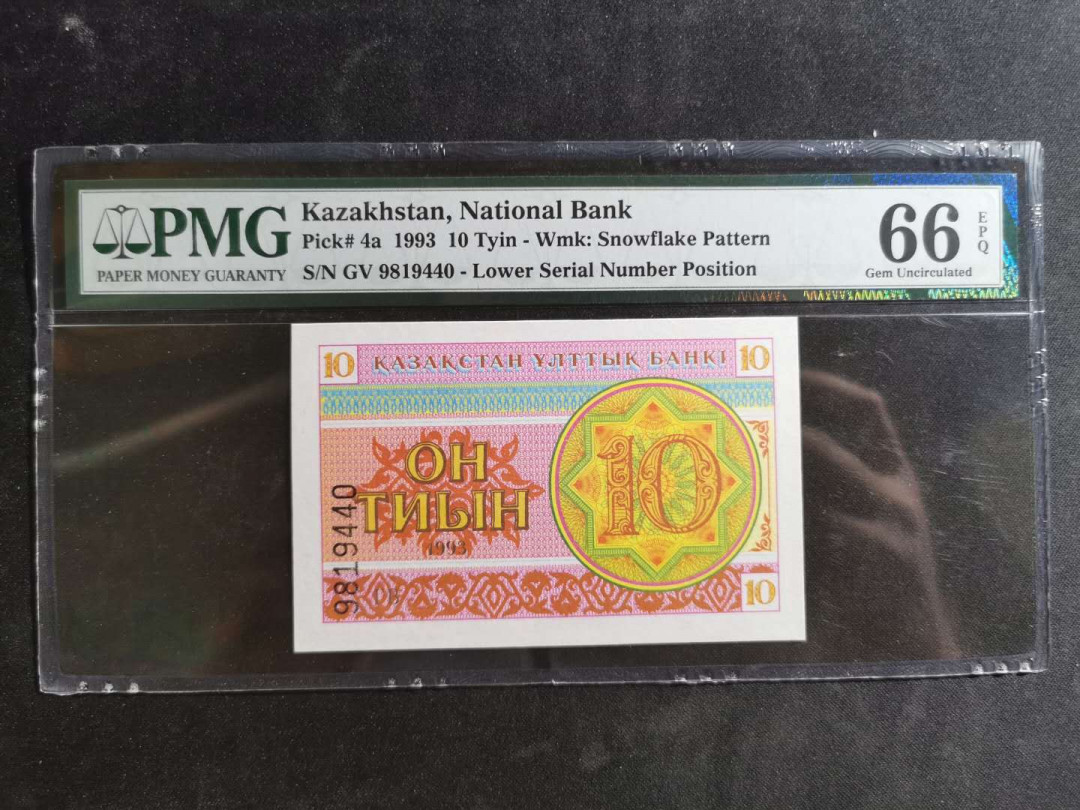 PMG
PAPER MONEY GUARANTY
Kazakhstan, National Bank
Pick# 4a 1993 10 Tyin - Wmk: Snowflake Pattern
S/N GV 9819440 - Lower Serial Number Position
66
EPQ
Gem Uncirculated
10 ҚАЗАҚСТАН ҰЛТТЫҚ БАНКІ 10
ОН
ТИЫН
1993
10
9819440
10